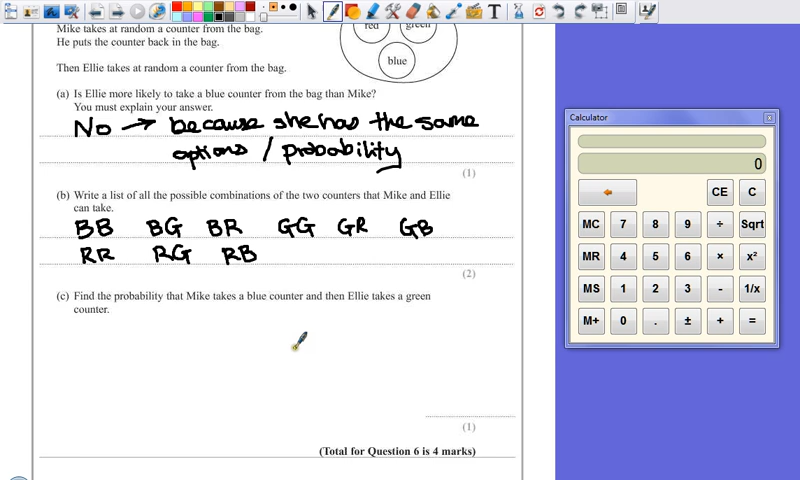 Mike takes at random a counter from the bag.
He puts the counter back in the bag.
Then Ellie takes at random a counter from the bag.
red
green
blue
(a) Is Ellie more likely to take a blue counter from the bag than Mike?
You must explain your answer.
No → because she has the same
options / probability
(1)
(b) Write a list of all the possible combinations of the two counters that Mike and Ellie
can take.
BB BG BR GG GR GB
RR RG RB
(2)
(c) Find the probability that Mike takes a blue counter and then Ellie takes a green
counter.
(1)
(Total for Question 6 is 4 marks)
Calculator
0
CE C
MC 7 8 9 ÷ Sqrt
MR 4 5 6 × x²
MS 1 2 3 - 1/x
M+ 0 . ± + =